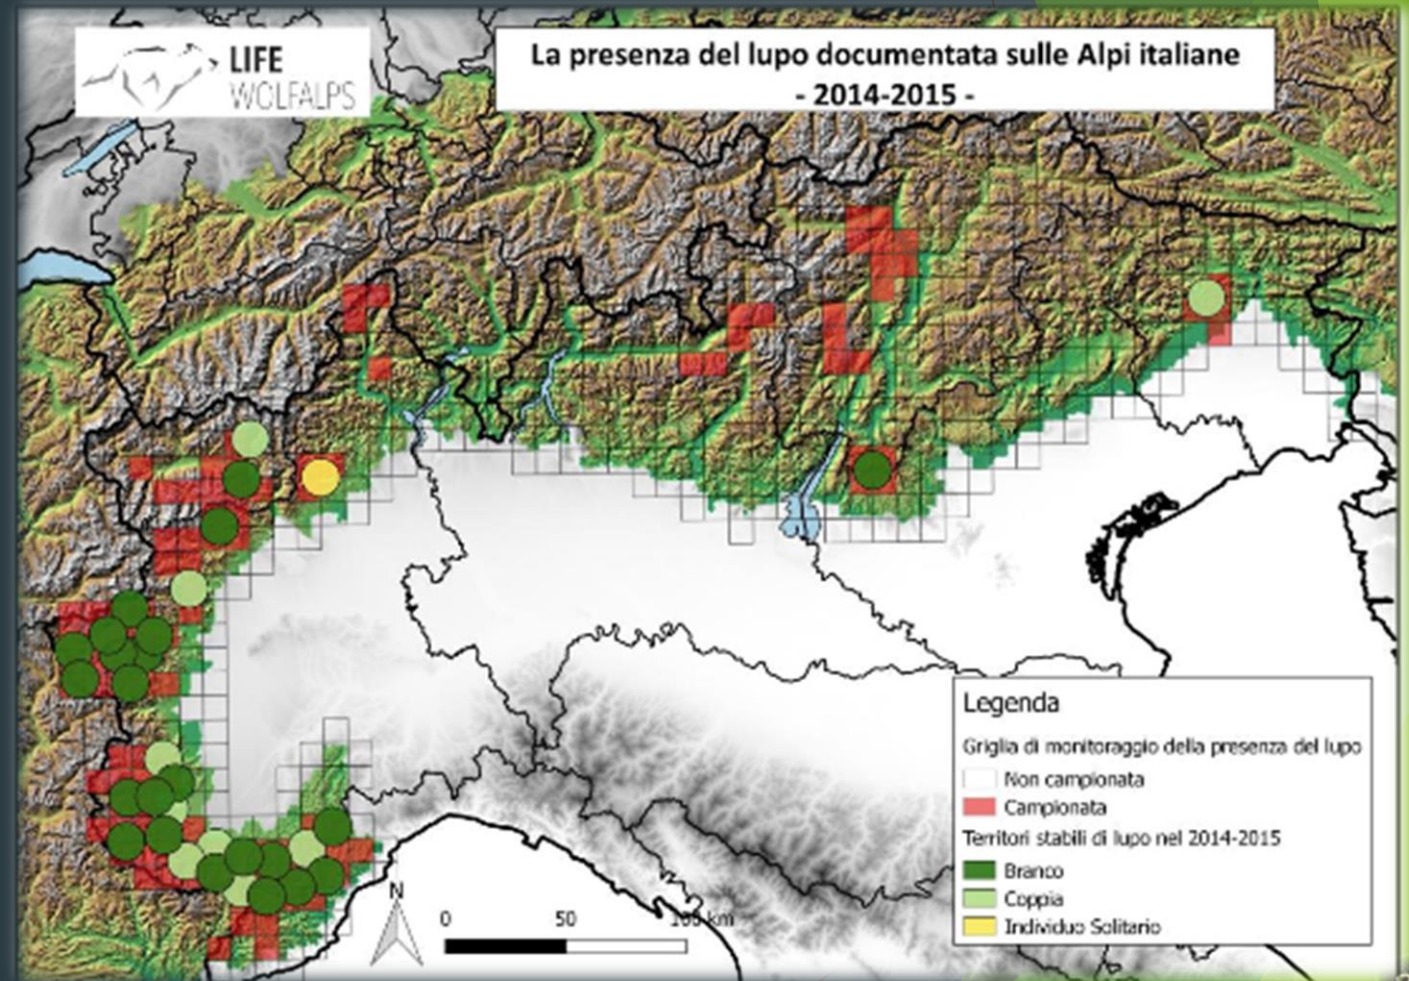 LIFE
WOLFALPS
La presenza del lupo documentata sulle Alpi italiane
- 2014-2015 -
Legenda
Griglia di monitoraggio della presenza del lupo
Non campionata
Campionata
Territori stabili di lupo nel 2014-2015
Branco
Coppia
Individuo Solitario
N
0 50 100 km